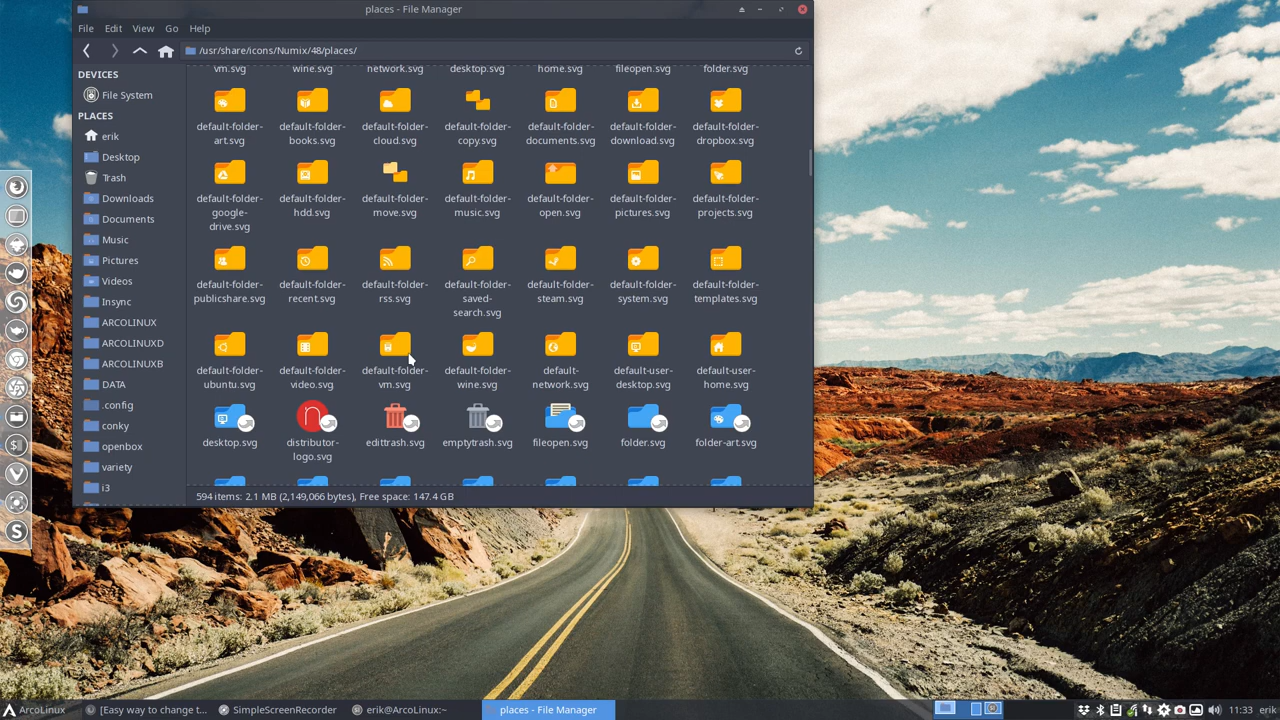 places - File Manager
File Edit View Go Help
/usr/share/icons/Numix/48/places/
DEVICES
File System
PLACES
erik
Desktop
Trash
Downloads
Documents
Music
Pictures
Videos
Insync
ARCOLINUX
ARCOLINUXD
ARCOLINUXB
DATA
.config
conky
openbox
variety
i3
vm.svg wine.svg network.svg desktop.svg home.svg fileopen.svg folder.svg
default-folder- default-folder- default-folder- default-folder- default-folder- default-folder- default-folder-
art.svg books.svg cloud.svg copy.svg documents.svg download.svg dropbox.svg
default-folder- default-folder- default-folder- default-folder- default-folder- default-folder- default-folder-
google- hdd.svg move.svg music.svg open.svg pictures.svg projects.svg
drive.svg
default-folder- default-folder- default-folder- default-folder- default-folder- default-folder- default-folder-
publicshare.svg recent.svg rss.svg saved- steam.svg system.svg templates.svg
search.svg
default-folder- default-folder- default-folder- default-folder- default- default-user- default-user-
ubuntu.svg video.svg vm.svg wine.svg network.svg desktop.svg home.svg
desktop.svg distributor- edittrash.svg emptytrash.svg fileopen.svg folder.svg folder-art.svg
logo.svg
594 items: 2.1 MB (2,149,066 bytes), Free space: 147.4 GB
ArcoLinux [Easy way to change t... SimpleScreenRecorder erik@ArcoLinux:~ places - File Manager 11:33 erik